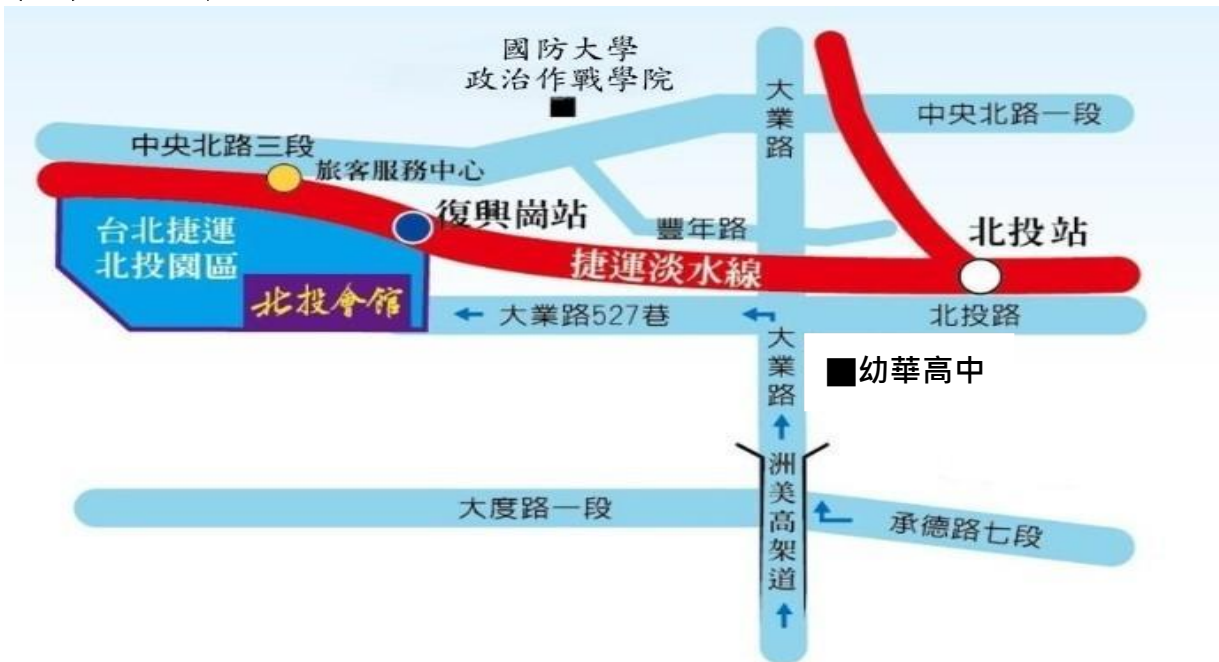 國防大學
政治作戰學院
大業路
中央北路一段
中央北路三段
旅客服務中心
復興崗站
豐年路
北投站
台北捷運
北投園區
捷運淡水線
北投會館
大業路527巷
北投路
大業路
■幼華高中
洲美高架道
大度路一段
承德路七段